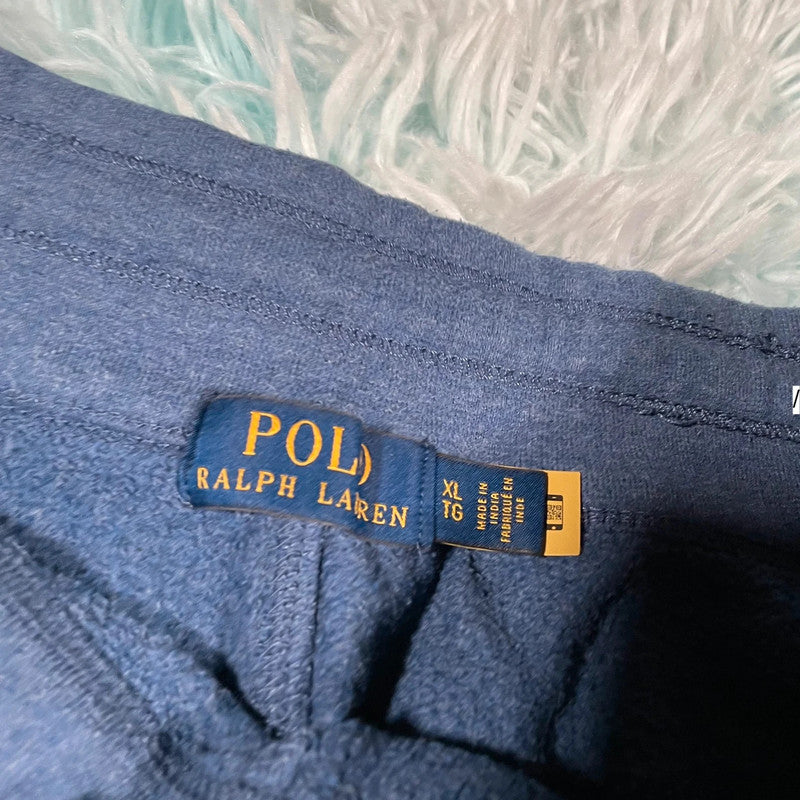 POLO
RALPH LAUREN
XL
TG
MADE IN
INDIA
FABRIQUÉ EN
INDE
/